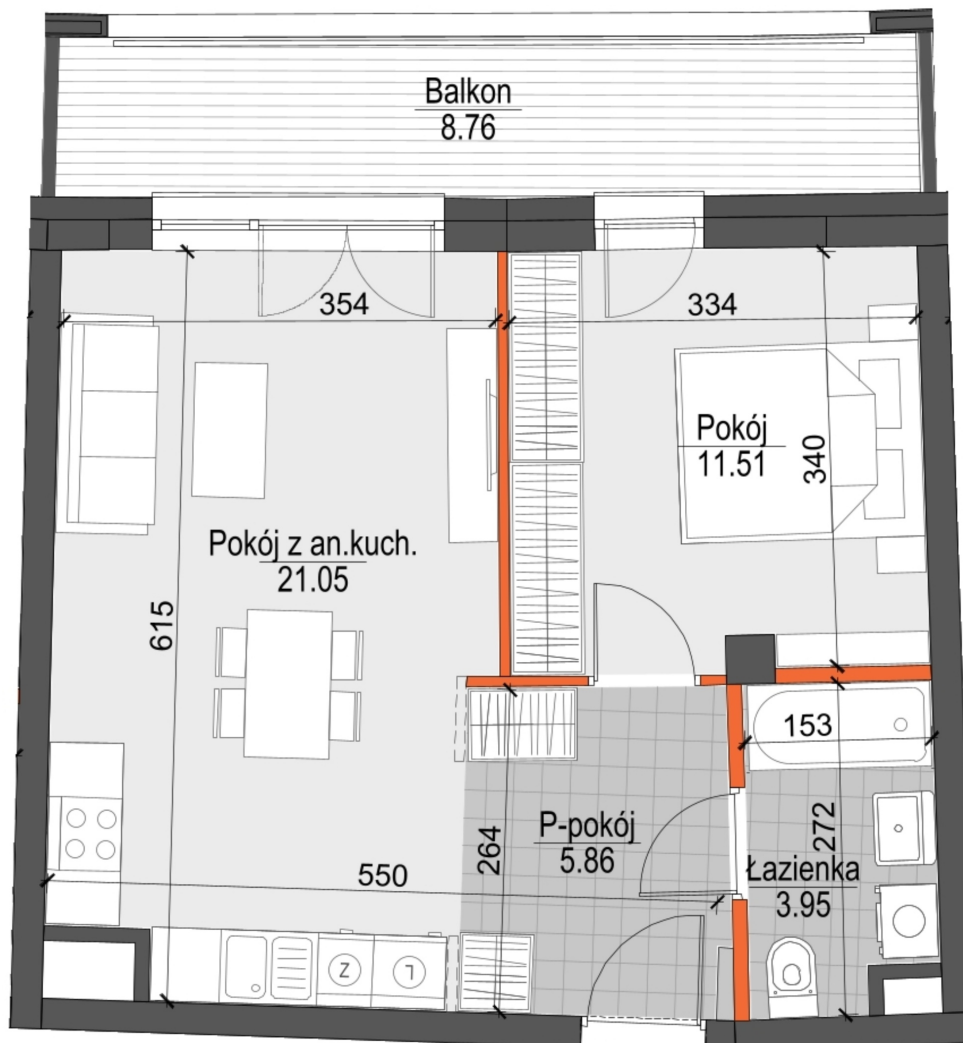 Balkon
8.76
354
334
Pokój
11.51
340
Pokój z an.kuch.
21.05
615
153
P-pokój
5.86
264
272
Łazienka
3.95
550
Z
L